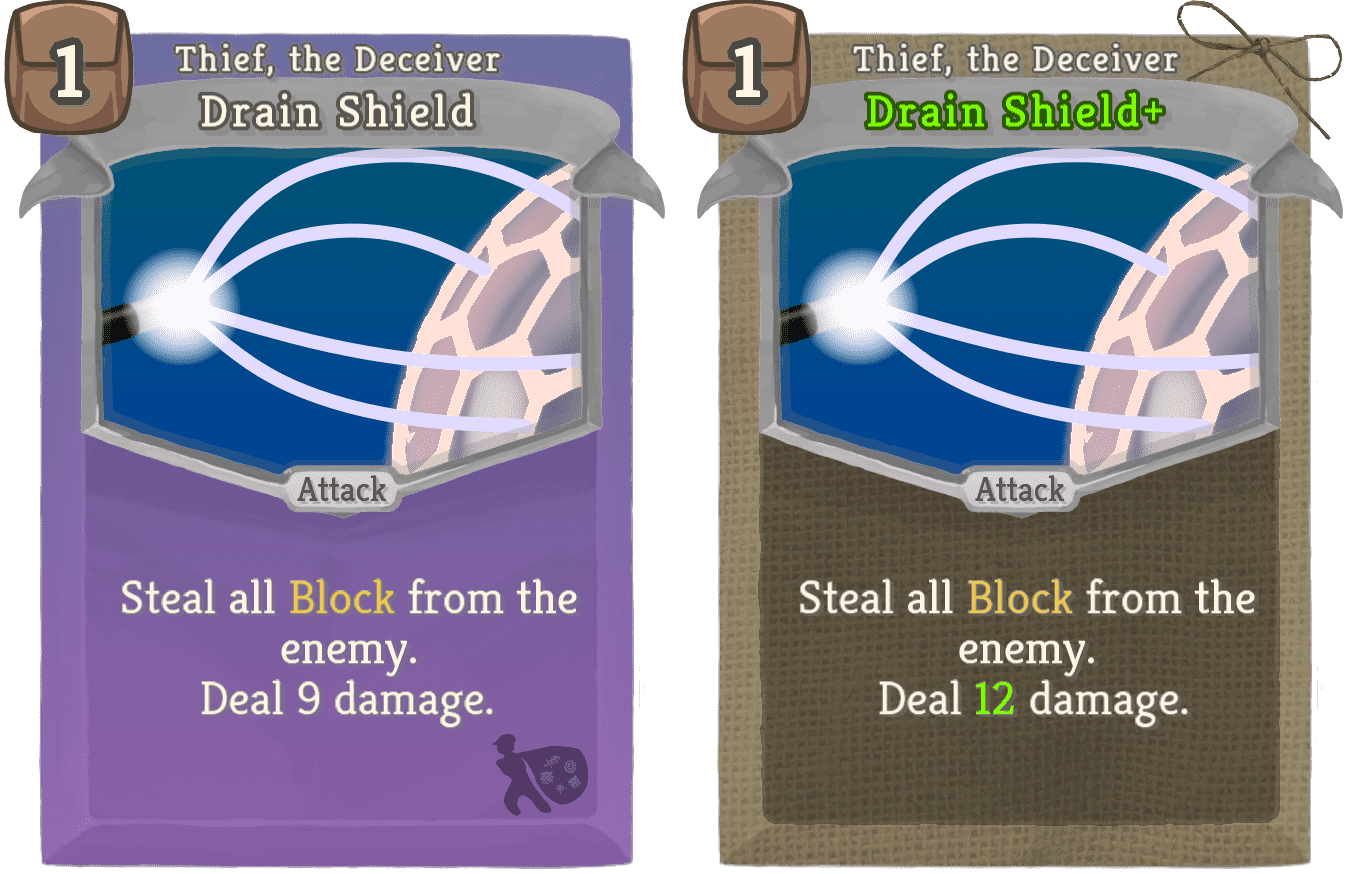 1
Thief, the Deceiver
Drain Shield
Attack
Steal all Block from the
enemy.
Deal 9 damage.
1
Thief, the Deceiver
Drain Shield+
Attack
Steal all Block from the
enemy.
Deal 12 damage.